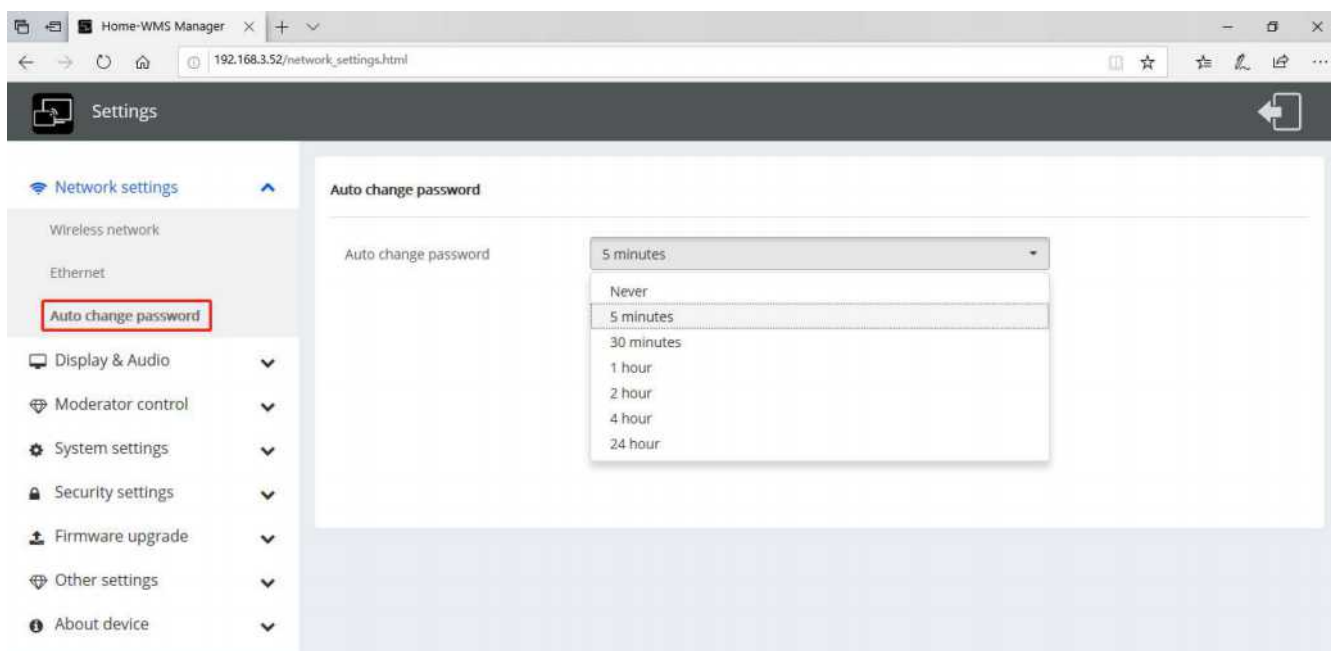 Home-WMS Manager
192.168.3.52/network_settings.html
Settings
Network settings
Wireless network
Ethernet
Auto change password
Display & Audio
Moderator control
System settings
Security settings
Firmware upgrade
Other settings
About device
Auto change password
Auto change password
5 minutes
Never
5 minutes
30 minutes
1 hour
2 hour
4 hour
24 hour